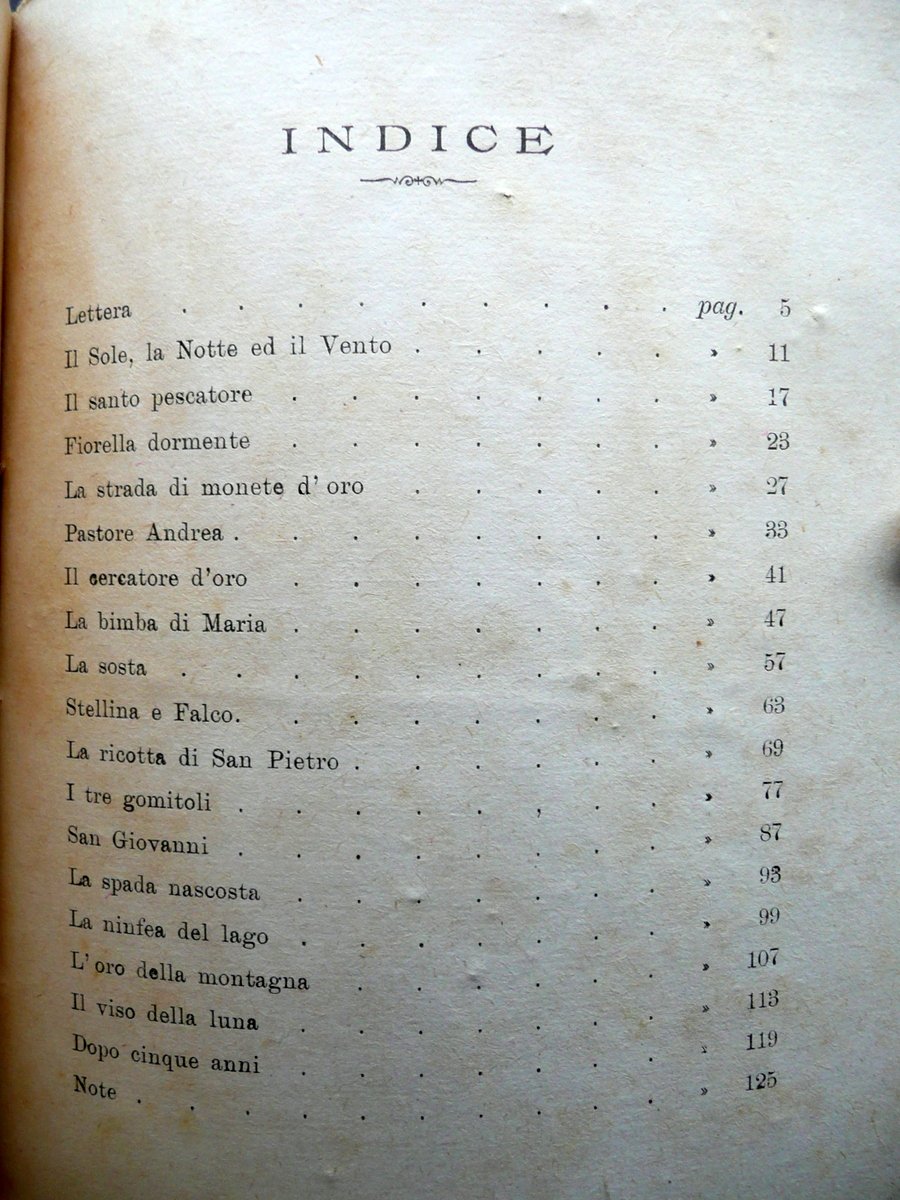 INDICE
Lettera . . . . . . . . . pag. 5
Il Sole, la Notte ed il Vento . . . . . » 11
Il santo pescatore . . . . . . . » 17
Fiorella dormente . . . . . . . » 23
La strada di monete d' oro . . . . . » 27
Pastore Andrea . . . . . . . . » 33
Il cercatore d'oro . . . . . . . » 41
La bimba di Maria . . . . . . . » 47
La sosta . . . . . . . . . » 57
Stellina e Falco. . . . . . . . » 63
La ricotta di San Pietro . . . . . . » 69
I tre gomitoli . . . . . , . . » 77
San Giovanni . . . . . . . . » 87
La spada nascosta . . . . . . . » 93
La ninfea del lago . . . . . . . » 99
L' oro della montagna . . . . . . » 107
Il viso della luna . . . . . . . » 113
Dopo cinque anni . . . . . . . » 119
Note . . . . . . . . . . » 125